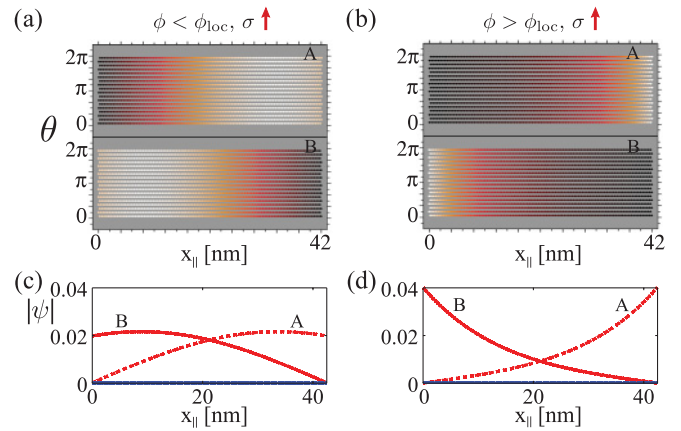 (a) ϕ < ϕloc, σ ↑ (b) ϕ > ϕloc, σ ↑
A A
2π 2π
π π
0 0
θ
B B
2π 2π
π π
0 0
0 42 0 42
x∥ [nm] x∥ [nm]
(c) (d)
0.04 0.04
|ψ| B A B A
0.02 0.02
0 0
0 20 40 0 20 40
x∥ [nm] x∥ [nm]